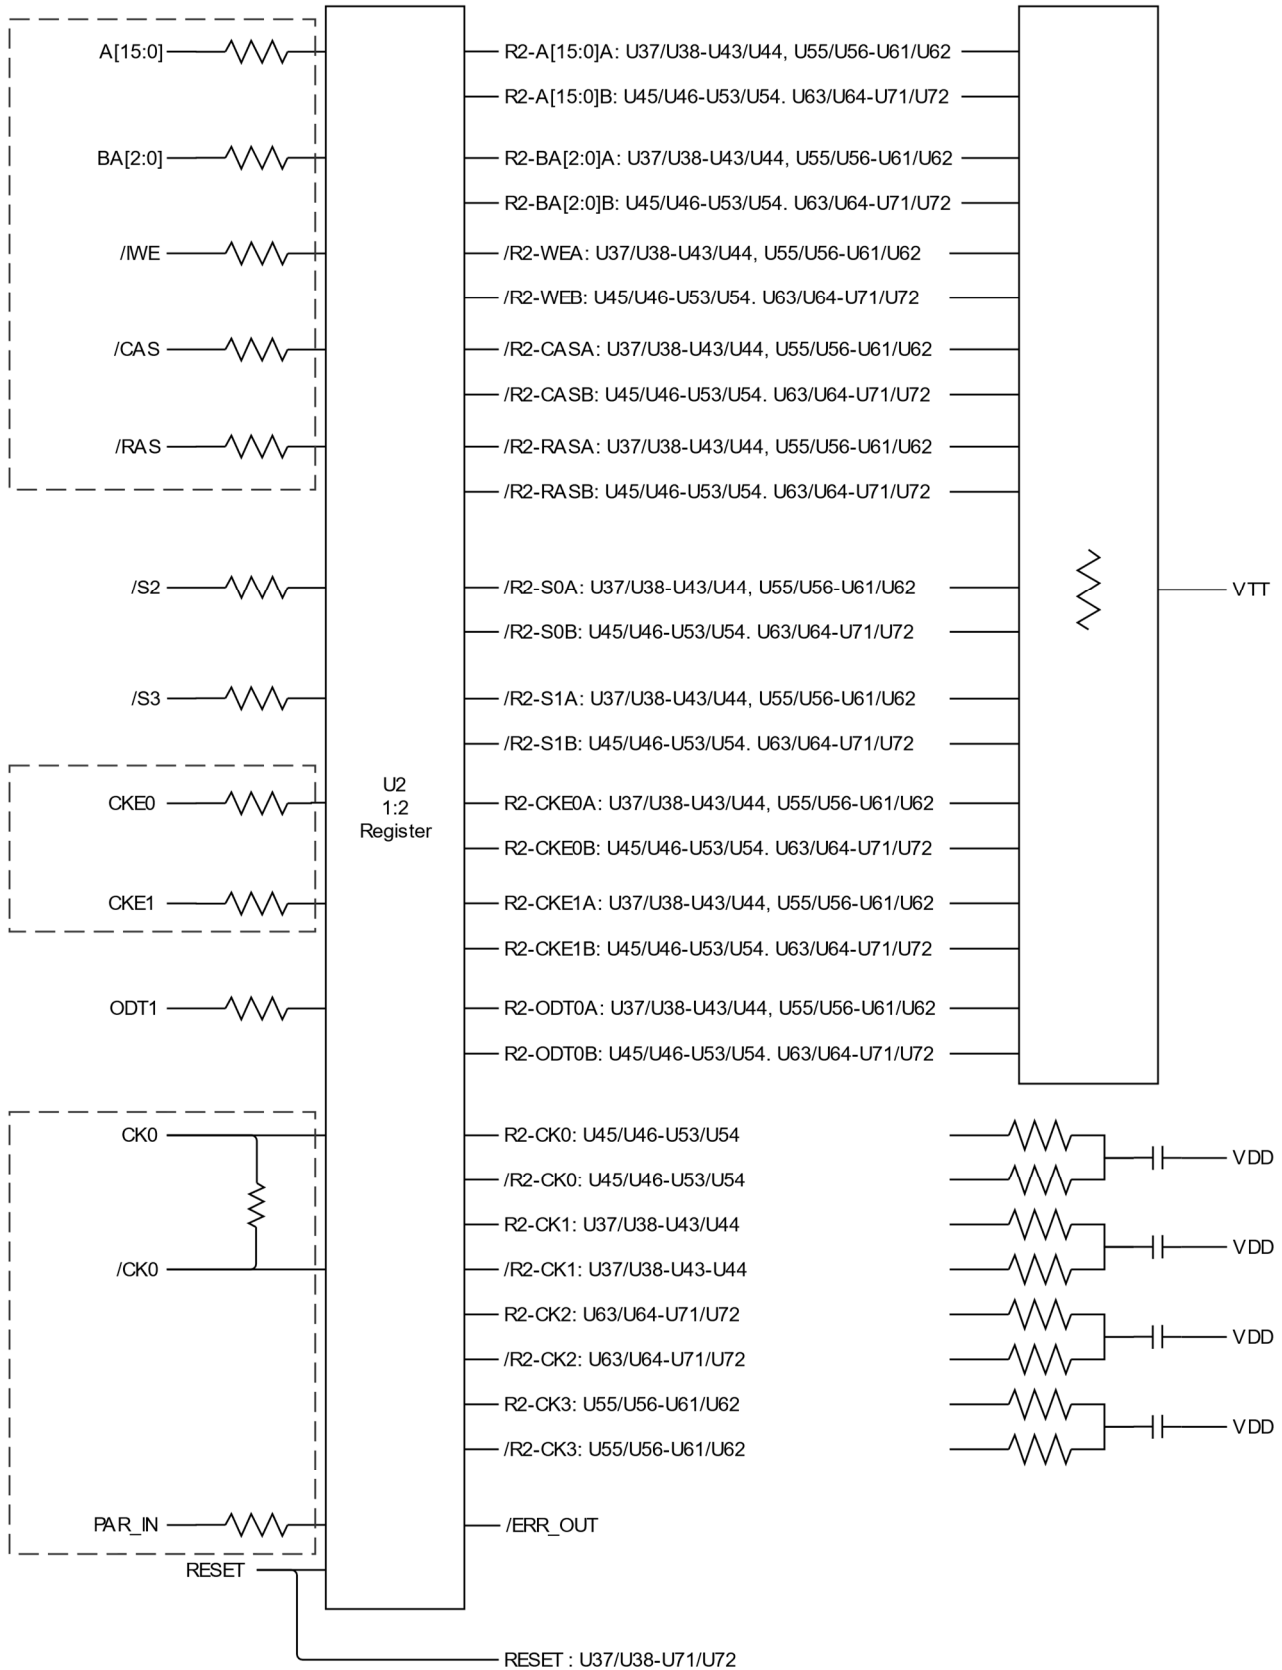 A[15:0]
R2-A[15:0]A: U37/U38-U43/U44, U55/U56-U61/U62
R2-A[15:0]B: U45/U46-U53/U54. U63/U64-U71/U72
BA[2:0]
R2-BA[2:0]A: U37/U38-U43/U44, U55/U56-U61/U62
R2-BA[2:0]B: U45/U46-U53/U54. U63/U64-U71/U72
/IWE
/R2-WEA: U37/U38-U43/U44, U55/U56-U61/U62
/R2-WEB: U45/U46-U53/U54. U63/U64-U71/U72
/CAS
/R2-CASA: U37/U38-U43/U44, U55/U56-U61/U62
/R2-CASB: U45/U46-U53/U54. U63/U64-U71/U72
/RAS
/R2-RASA: U37/U38-U43/U44, U55/U56-U61/U62
/R2-RASB: U45/U46-U53/U54. U63/U64-U71/U72
/S2
/R2-S0A: U37/U38-U43/U44, U55/U56-U61/U62
VTT
/R2-S0B: U45/U46-U53/U54. U63/U64-U71/U72
/S3
/R2-S1A: U37/U38-U43/U44, U55/U56-U61/U62
/R2-S1B: U45/U46-U53/U54. U63/U64-U71/U72
U2
1:2
Register
CKE0
R2-CKE0A: U37/U38-U43/U44, U55/U56-U61/U62
R2-CKE0B: U45/U46-U53/U54. U63/U64-U71/U72
CKE1
R2-CKE1A: U37/U38-U43/U44, U55/U56-U61/U62
R2-CKE1B: U45/U46-U53/U54. U63/U64-U71/U72
ODT1
R2-ODT0A: U37/U38-U43/U44, U55/U56-U61/U62
R2-ODT0B: U45/U46-U53/U54. U63/U64-U71/U72
CK0
R2-CK0: U45/U46-U53/U54
VDD
/R2-CK0: U45/U46-U53/U54
R2-CK1: U37/U38-U43/U44
VDD
/CK0
/R2-CK1: U37/U38-U43-U44
R2-CK2: U63/U64-U71/U72
VDD
/R2-CK2: U63/U64-U71/U72
R2-CK3: U55/U56-U61/U62
VDD
/R2-CK3: U55/U56-U61/U62
PAR_IN
/ERR_OUT
RESET
RESET : U37/U38-U71/U72